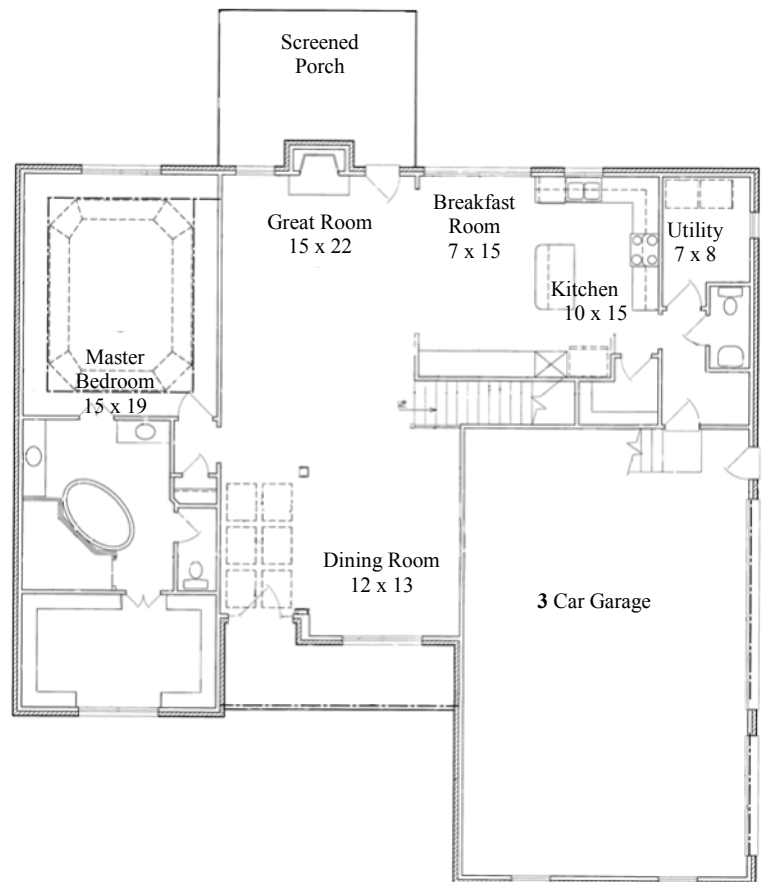 Screened
Porch
Great Room
15 x 22
Breakfast
Room
7 x 15
Utility
7 x 8
Kitchen
10 x 15
Master
Bedroom
15 x 19
Dining Room
12 x 13
3 Car Garage